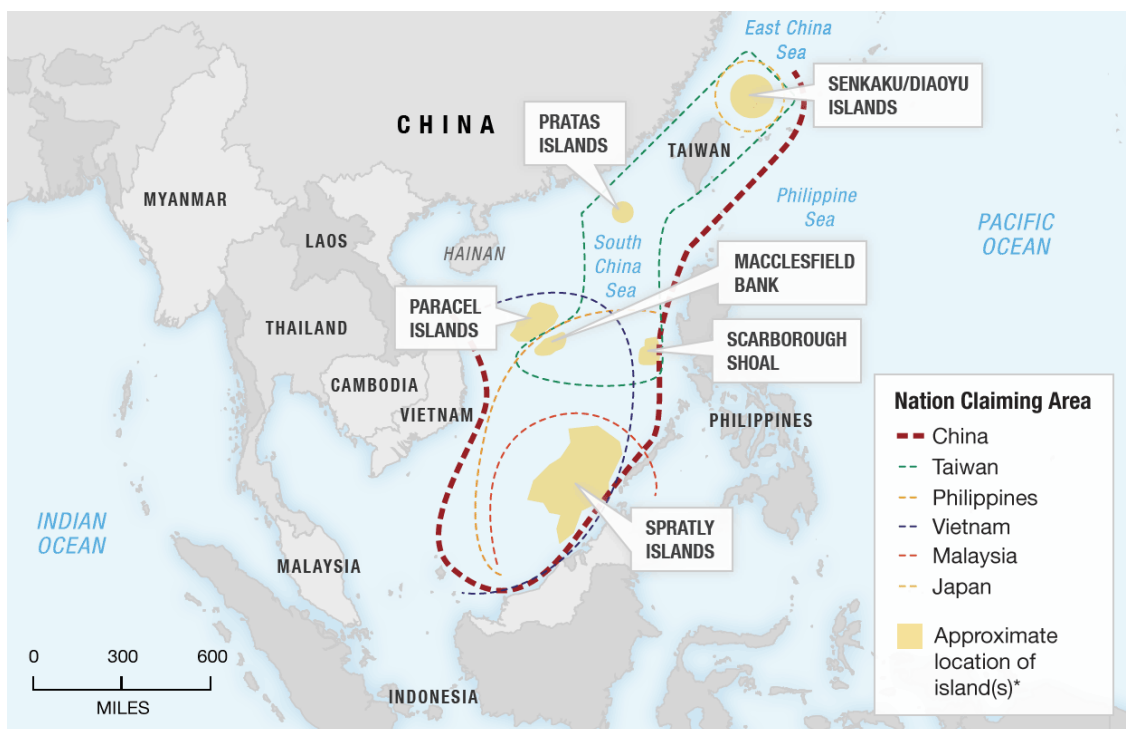 East China
Sea
SENKAKU/DIAOYU
ISLANDS
CHINA
PRATAS
ISLANDS
TAIWAN
MYANMAR
Philippine
Sea
PACIFIC
OCEAN
LAOS
HAINAN
South
China
Sea
MACCLESFIELD
BANK
PARACEL
ISLANDS
THAILAND
SCARBOROUGH
SHOAL
CAMBODIA
VIETNAM
PHILIPPINES
INDIAN
OCEAN
SPRATLY
ISLANDS
MALAYSIA
INDONESIA
0 300 600
MILES
Nation Claiming Area
China
Taiwan
Philippines
Vietnam
Malaysia
Japan
Approximate
location of
island(s)*